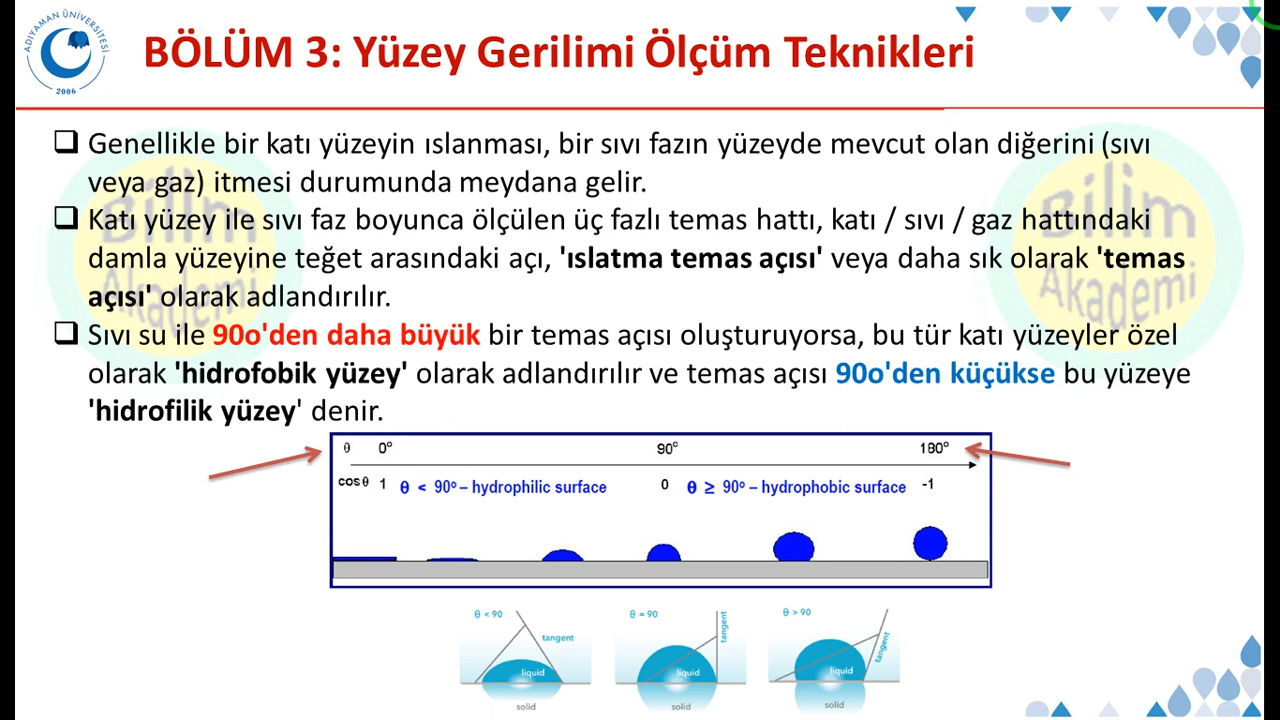 ADIYAMAN ÜNİVERSİTESİ
2006
BÖLÜM 3: Yüzey Gerilimi Ölçüm Teknikleri
Genellikle bir katı yüzeyin ıslanması, bir sıvı fazın yüzeyde mevcut olan diğerini (sıvı
veya gaz) itmesi durumunda meydana gelir.
Katı yüzey ile sıvı faz boyunca ölçülen üç fazlı temas hattı, katı / sıvı / gaz hattındaki
damla yüzeyine teğet arasındaki açı, 'ıslatma temas açısı' veya daha sık olarak 'temas
açısı' olarak adlandırılır.
Sıvı su ile 90o'den daha büyük bir temas açısı oluşturuyorsa, bu tür katı yüzeyler özel
olarak 'hidrofobik yüzey' olarak adlandırılır ve temas açısı 90o'den küçükse bu yüzeye
'hidrofilik yüzey' denir.
Bilim Akademi
Bilim Akademi
θ 0° 90° 180°
cosθ 1 θ < 90° – hydrophilic surface 0 θ ≥ 90° – hydrophobic surface -1
θ < 90
tangent
liquid
solid
θ = 90
tangent
liquid
solid
θ > 90
tangent
liquid
solid